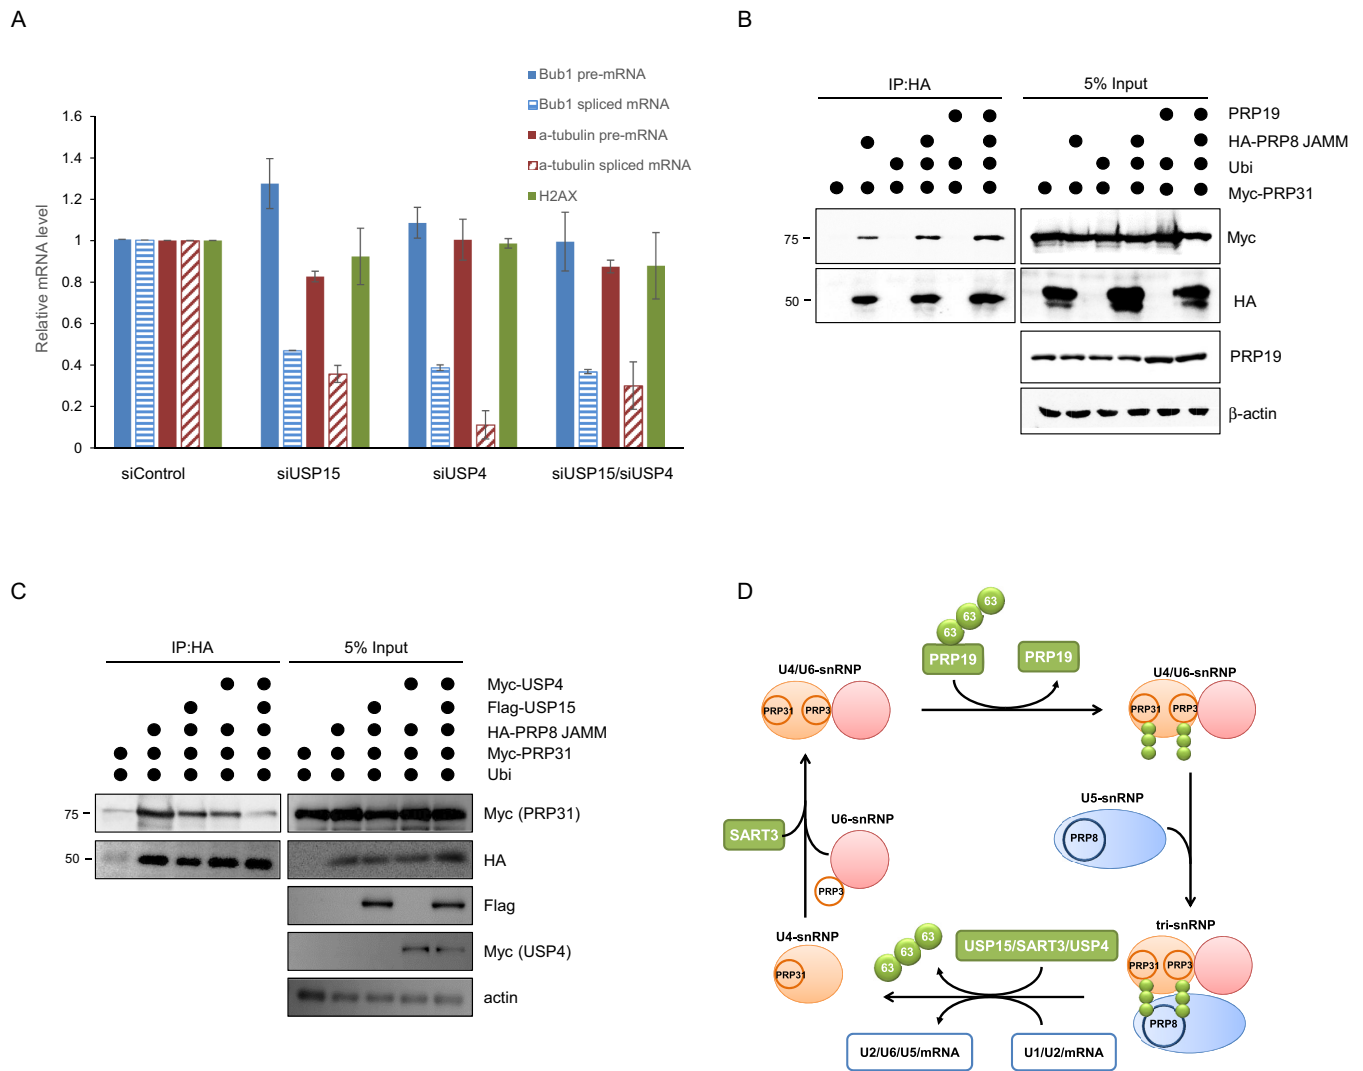 A
Bub1 pre-mRNA
Bub1 spliced mRNA
a-tubulin pre-mRNA
a-tubulin spliced mRNA
H2AX
Relative mRNA level
1.6
1.4
1.2
1
0.8
0.6
0.4
0.2
0
siControl
siUSP15
siUSP4
siUSP15/siUSP4
B
IP:HA
5% Input
PRP19
HA-PRP8 JAMM
Ubi
Myc-PRP31
75
Myc
50
HA
PRP19
β-actin
C
IP:HA
5% Input
Myc-USP4
Flag-USP15
HA-PRP8 JAMM
Myc-PRP31
Ubi
75
Myc (PRP31)
50
HA
Flag
Myc (USP4)
actin
D
63
63
63
PRP19
PRP19
U4/U6-snRNP
PRP31
PRP3
U4/U6-snRNP
PRP31
PRP3
U5-snRNP
PRP8
SART3
U6-snRNP
PRP3
U4-snRNP
PRP31
63
63
63
USP15/SART3/USP4
tri-snRNP
PRP31
PRP3
PRP8
U2/U6/U5/mRNA
U1/U2/mRNA